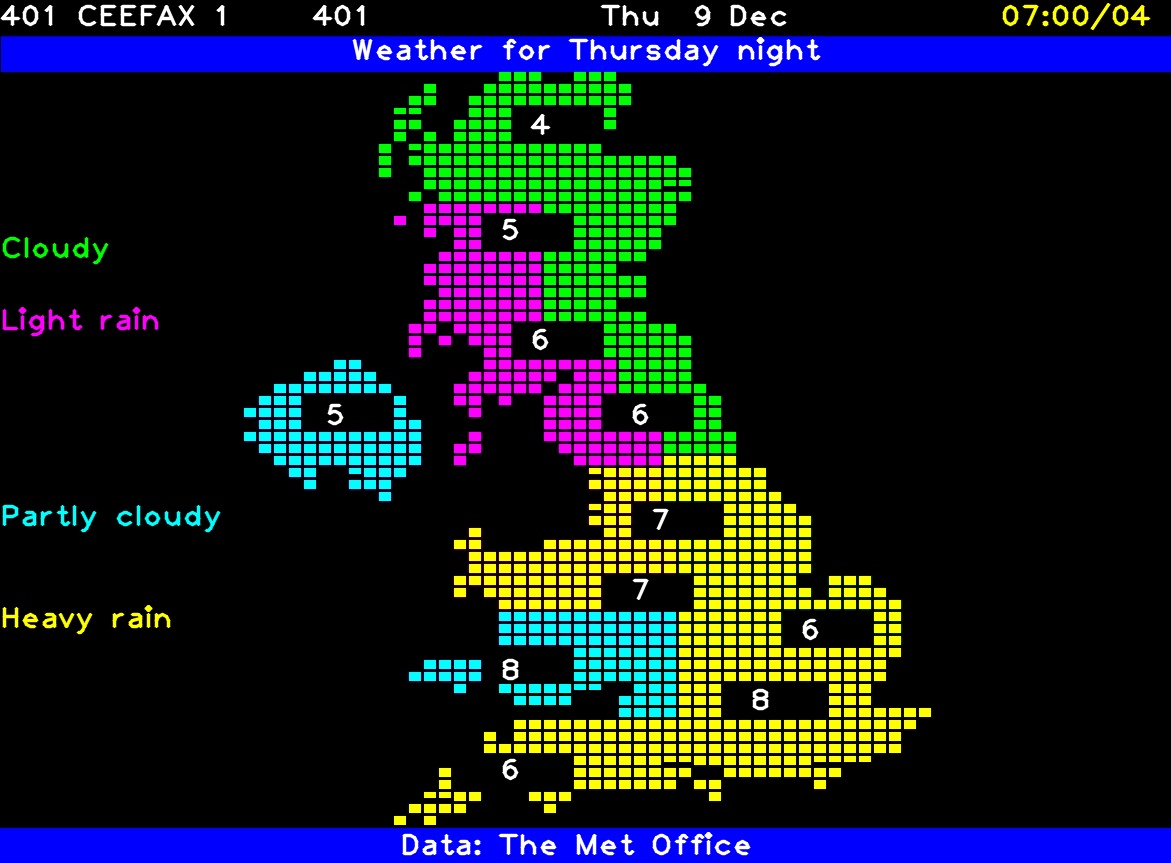 401 CEEFAX 1 401 Thu 9 Dec 07:00/04
Weather for Thursday night
4
5
Cloudy
Light rain
6
5
6
Partly cloudy
7
7
Heavy rain
6
8
8
6
Data: The Met Office